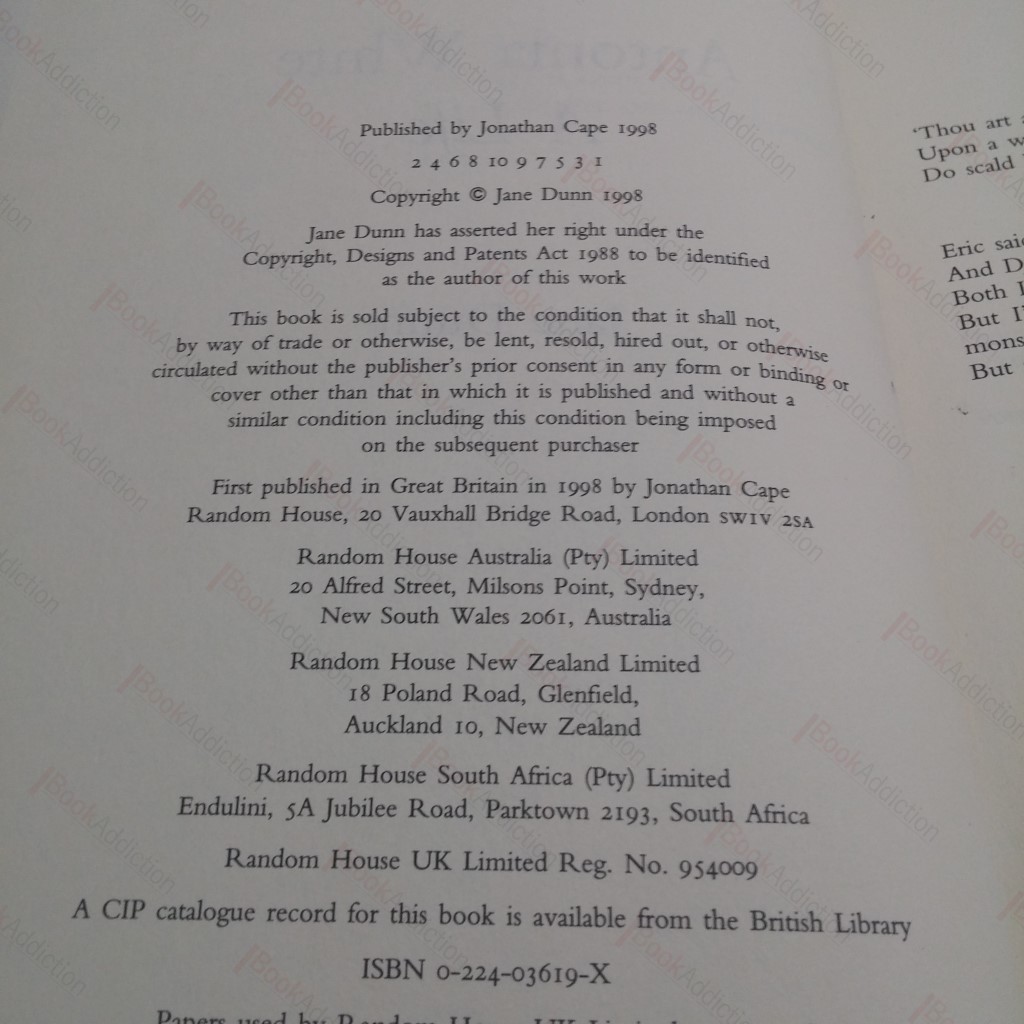 Published by Jonathan Cape 1998
2 4 6 8 10 9 7 5 3 1
Copyright © Jane Dunn 1998
Jane Dunn has asserted her right under the
Copyright, Designs and Patents Act 1988 to be identified
as the author of this work
This book is sold subject to the condition that it shall not,
by way of trade or otherwise, be lent, resold, hired out, or otherwise
circulated without the publisher's prior consent in any form or binding or
cover other than that in which it is published and without a
similar condition including this condition being imposed
on the subsequent purchaser
First published in Great Britain in 1998 by Jonathan Cape
Random House, 20 Vauxhall Bridge Road, London SW1V 2SA
Random House Australia (Pty) Limited
20 Alfred Street, Milsons Point, Sydney,
New South Wales 2061, Australia
Random House New Zealand Limited
18 Poland Road, Glenfield,
Auckland 10, New Zealand
Random House South Africa (Pty) Limited
Endulini, 5A Jubilee Road, Parktown 2193, South Africa
Random House UK Limited Reg. No. 954009
A CIP catalogue record for this book is available from the British Library
ISBN 0-224-03619-X
Papers used by Random House UK Limited
'Thou art
Upon a
Do scald
Eric said
And
Both
But
But
BookAddiction